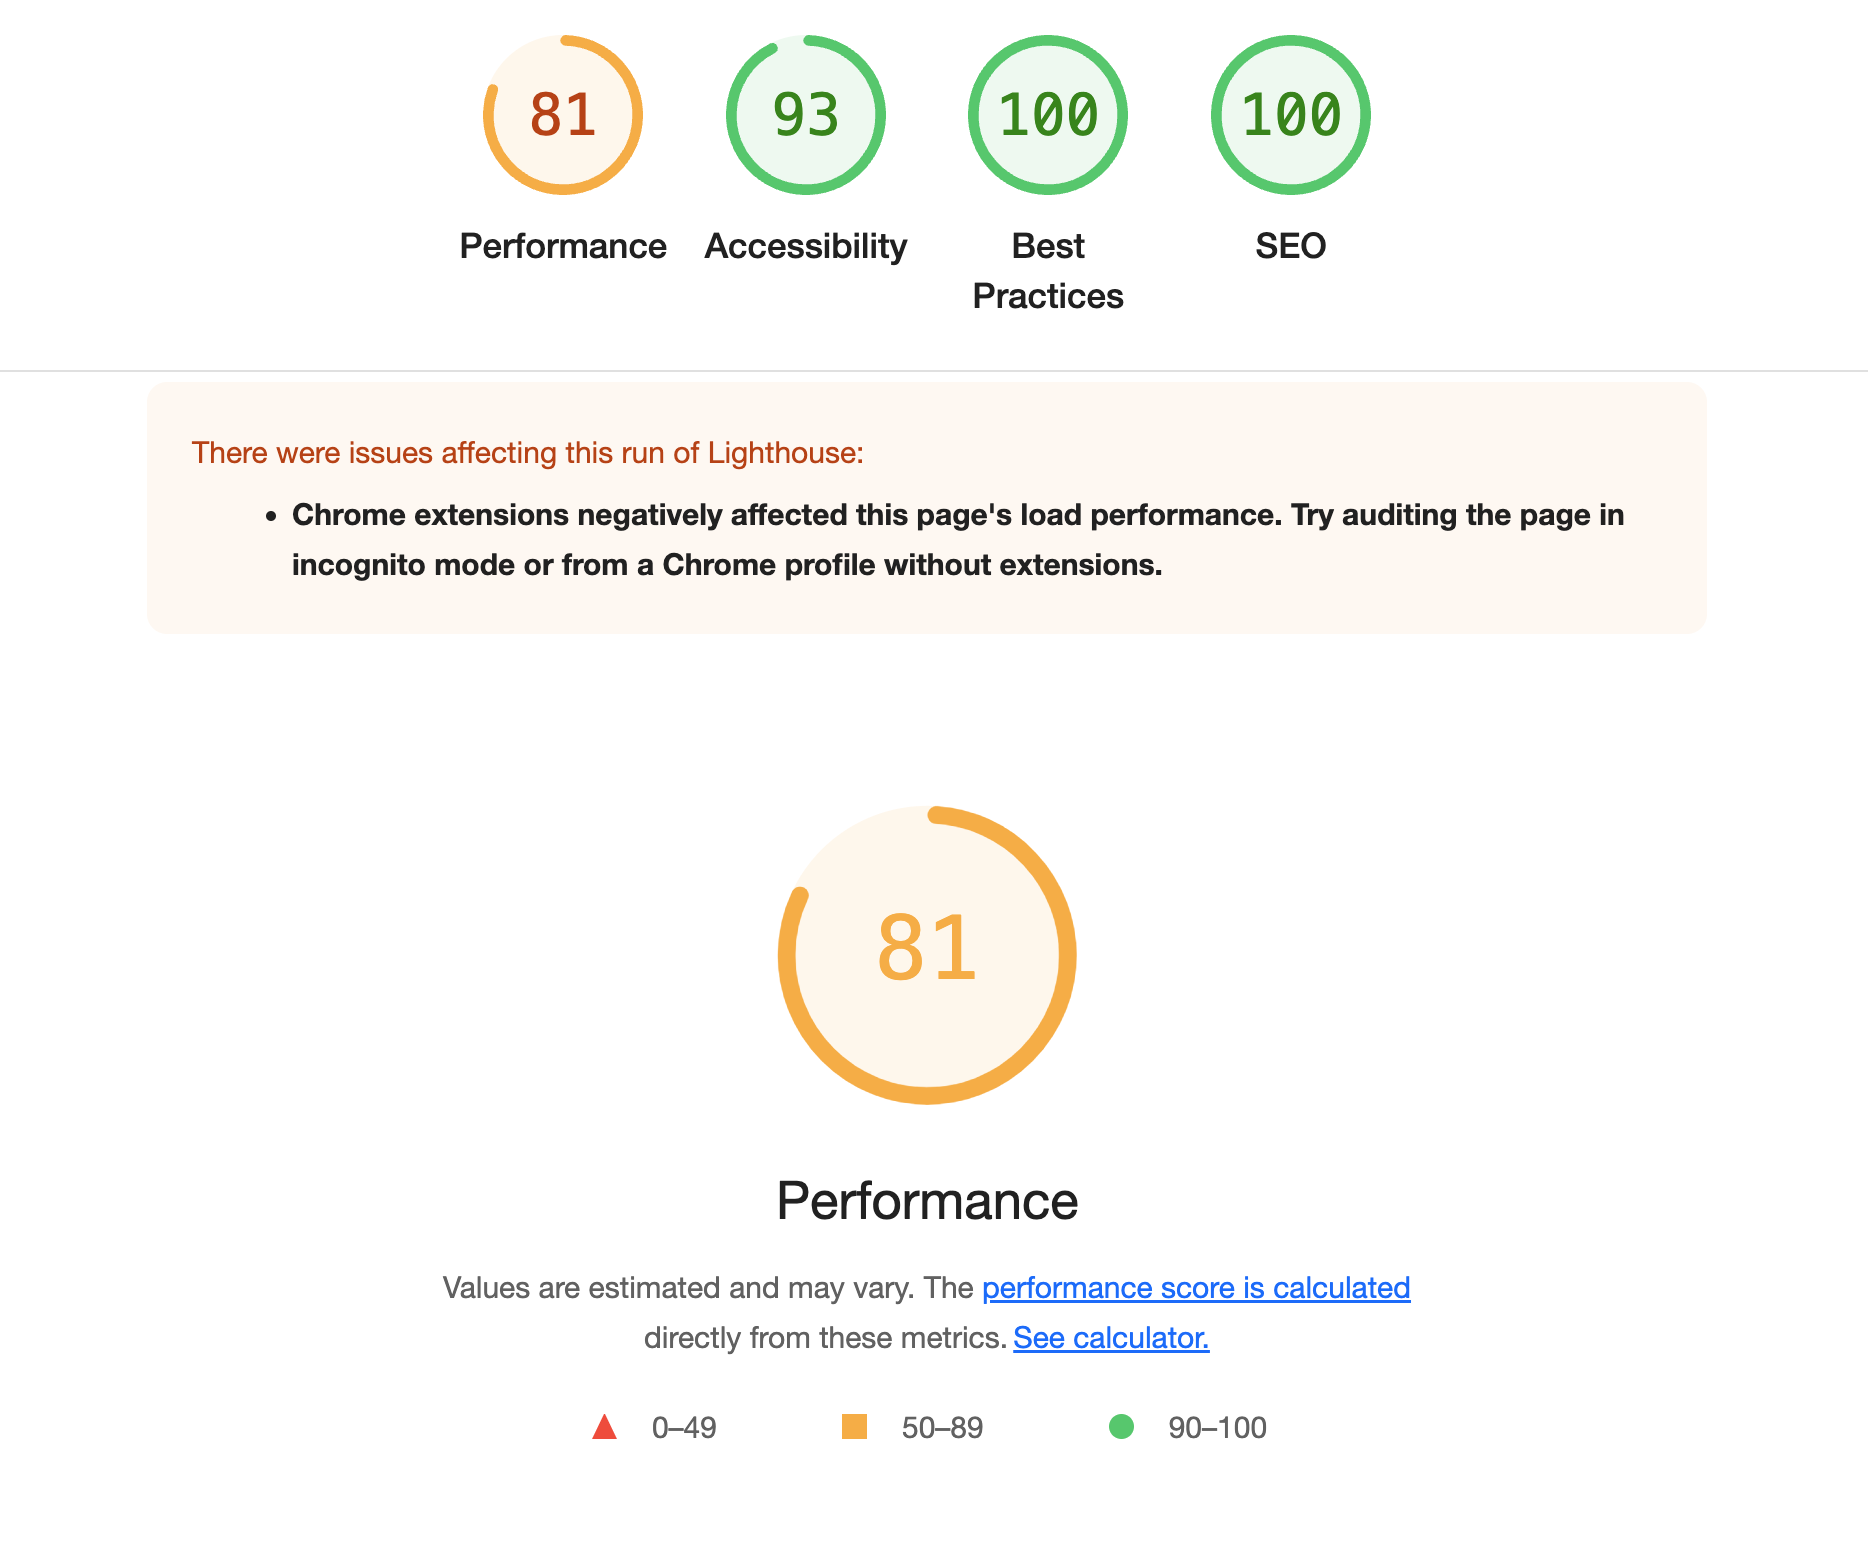 81
93
100
100
Performance
Accessibility
Best
Practices
SEO
There were issues affecting this run of Lighthouse:
• Chrome extensions negatively affected this page's load performance. Try auditing the page in
incognito mode or from a Chrome profile without extensions.
81
Performance
Values are estimated and may vary. The performance score is calculated
directly from these metrics. See calculator.
0–49
50–89
90–100